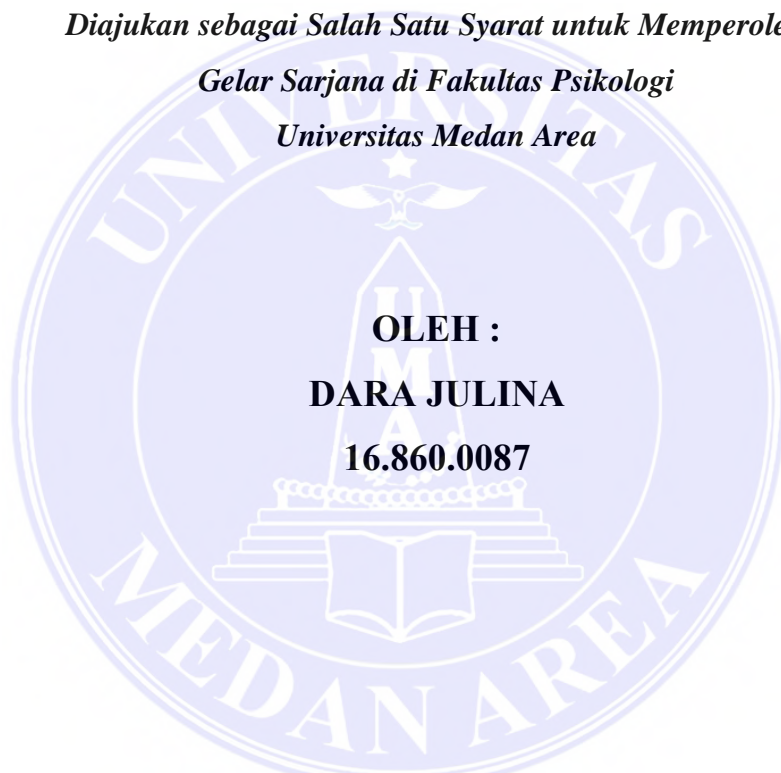 Diajukan sebagai Salah Satu Syarat untuk Memperole
Gelar Sarjana di Fakultas Psikologi
Universitas Medan Area
UNIVERSITAS
UMA
OLEH :
DARA JULINA
16.860.0087
MEDAN AREA